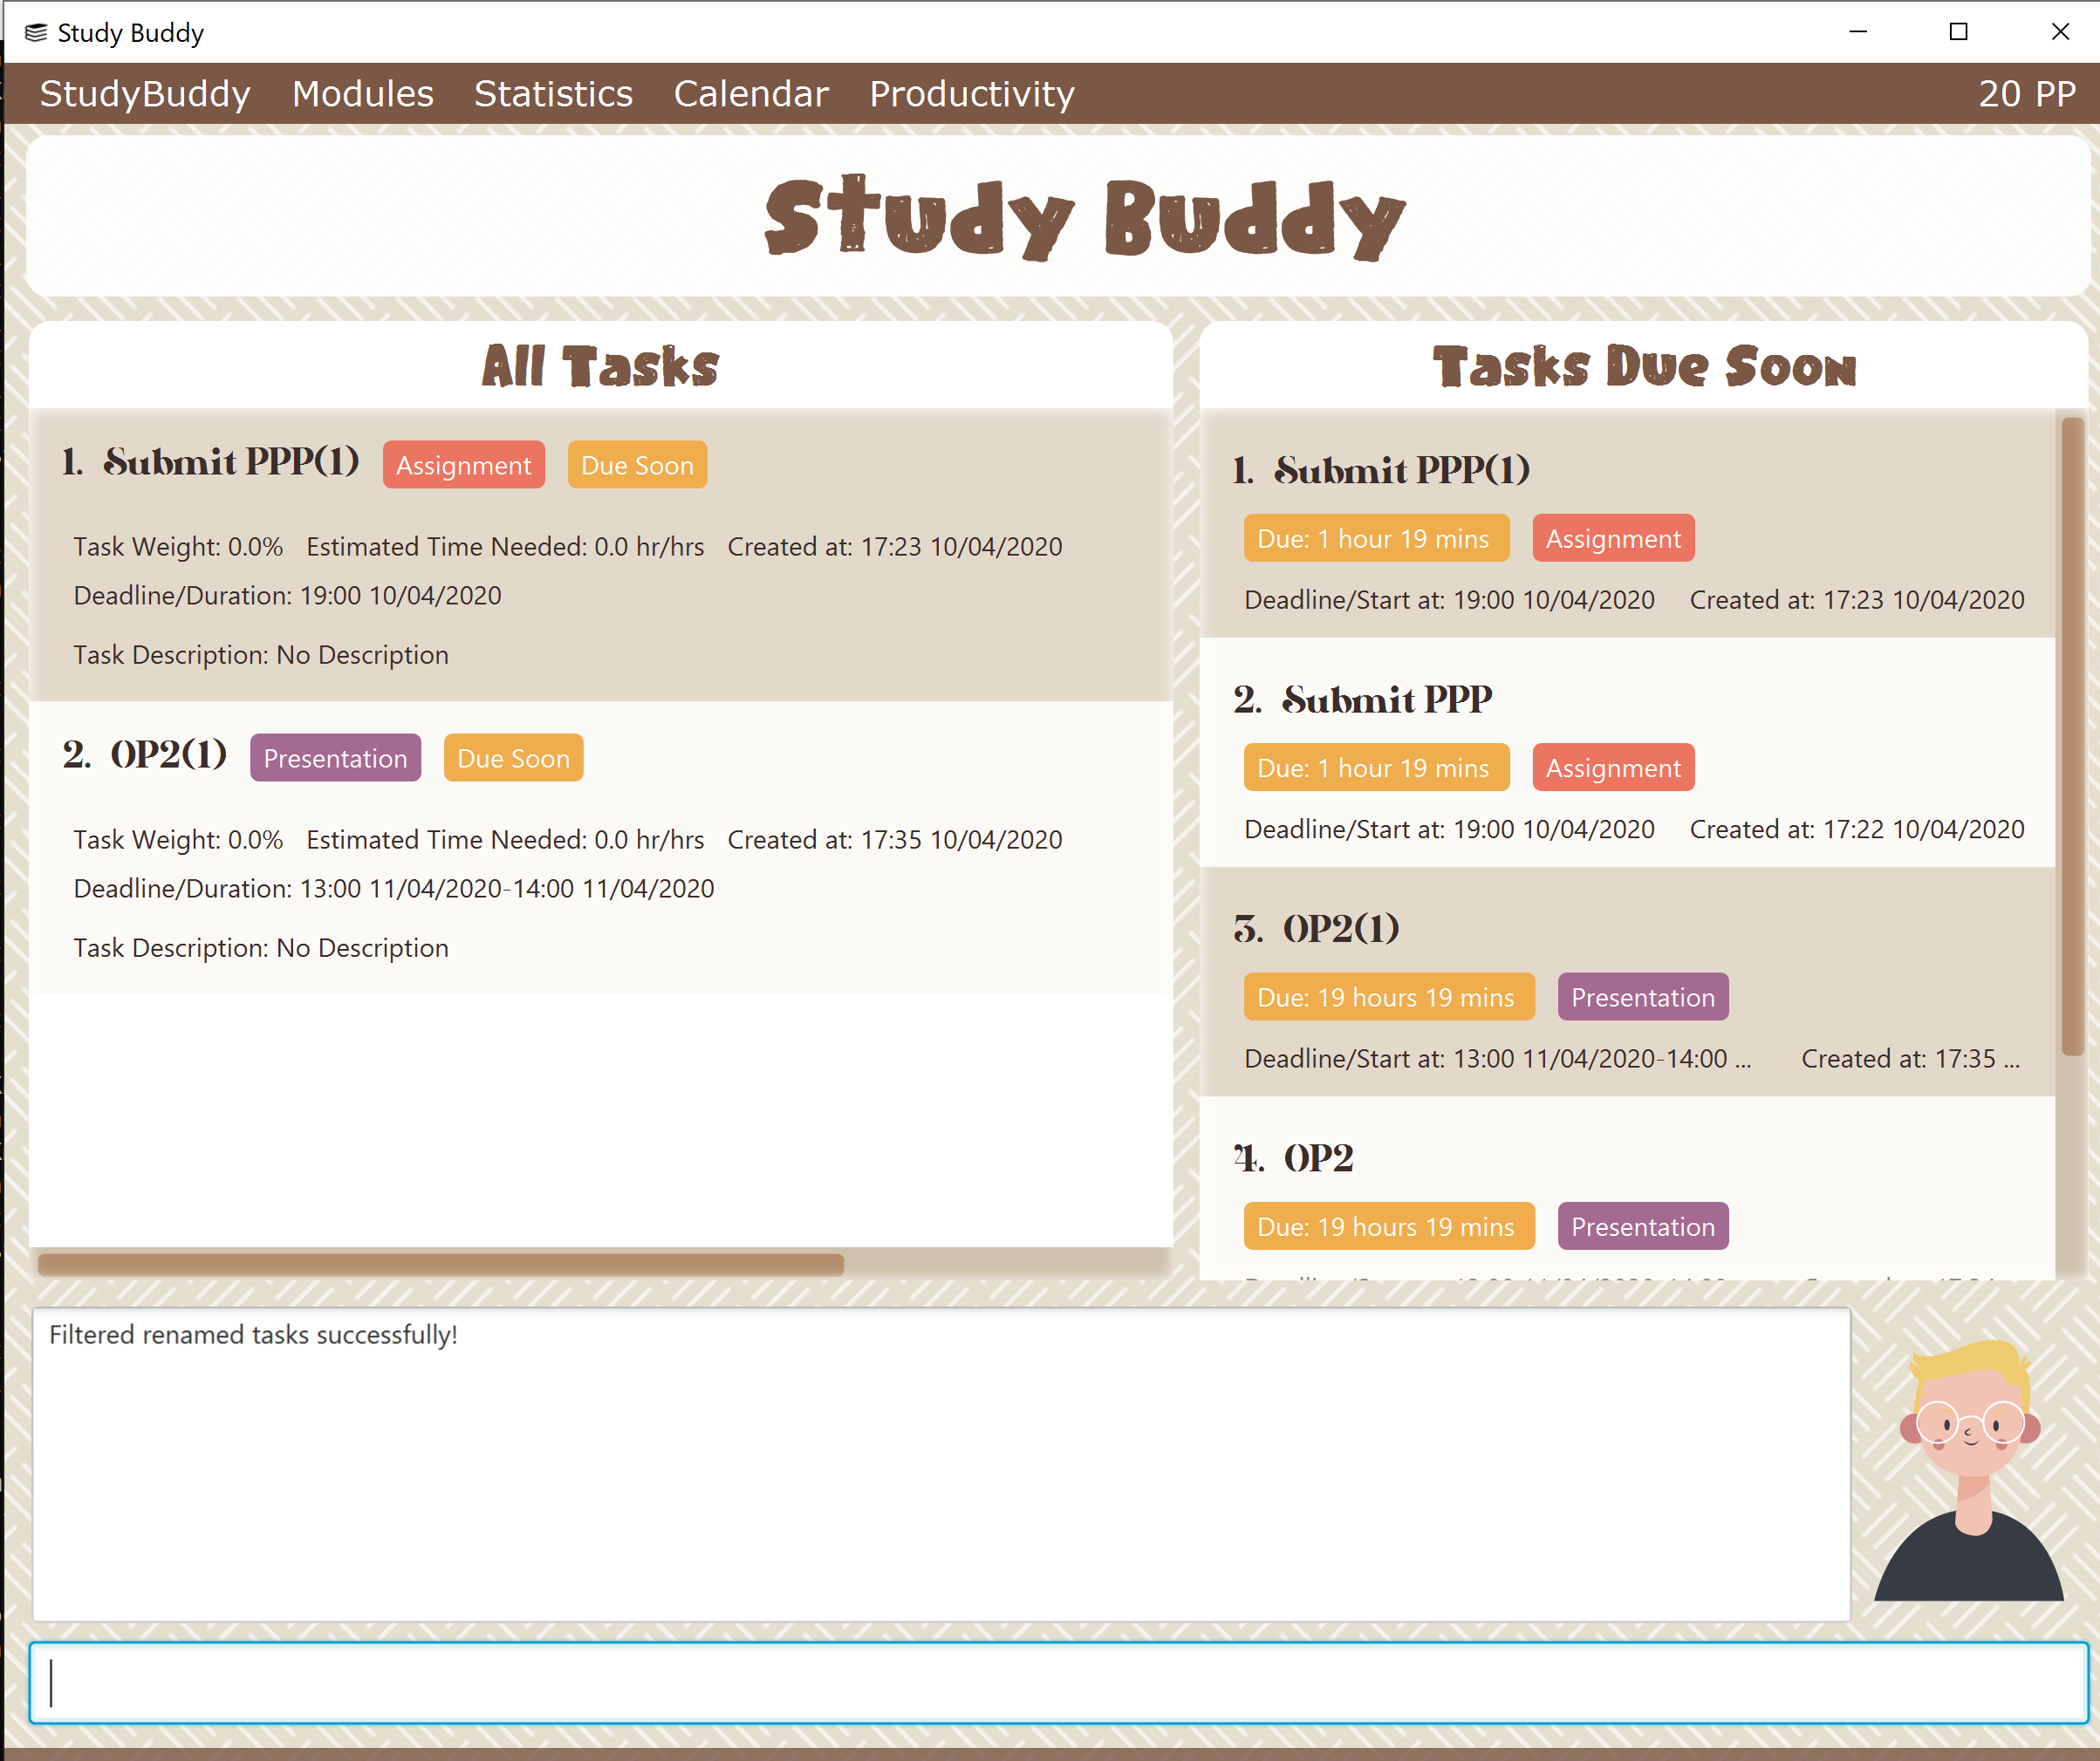 Study Buddy
StudyBuddy Modules Statistics Calendar Productivity 20 PP
Study Buddy
All Tasks
1. Submit PPP(1) Assignment Due Soon
Task Weight: 0.0% Estimated Time Needed: 0.0 hr/hrs Created at: 17:23 10/04/2020
Deadline/Duration: 19:00 10/04/2020
Task Description: No Description
2. OP2(1) Presentation Due Soon
Task Weight: 0.0% Estimated Time Needed: 0.0 hr/hrs Created at: 17:35 10/04/2020
Deadline/Duration: 13:00 11/04/2020-14:00 11/04/2020
Task Description: No Description
Tasks Due Soon
1. Submit PPP(1)
Due: 1 hour 19 mins Assignment
Deadline/Start at: 19:00 10/04/2020 Created at: 17:23 10/04/2020
2. Submit PPP
Due: 1 hour 19 mins Assignment
Deadline/Start at: 19:00 10/04/2020 Created at: 17:22 10/04/2020
3. OP2(1)
Due: 19 hours 19 mins Presentation
Deadline/Start at: 13:00 11/04/2020-14:00 ... Created at: 17:35 ...
4. OP2
Due: 19 hours 19 mins Presentation
Filtered renamed tasks successfully!